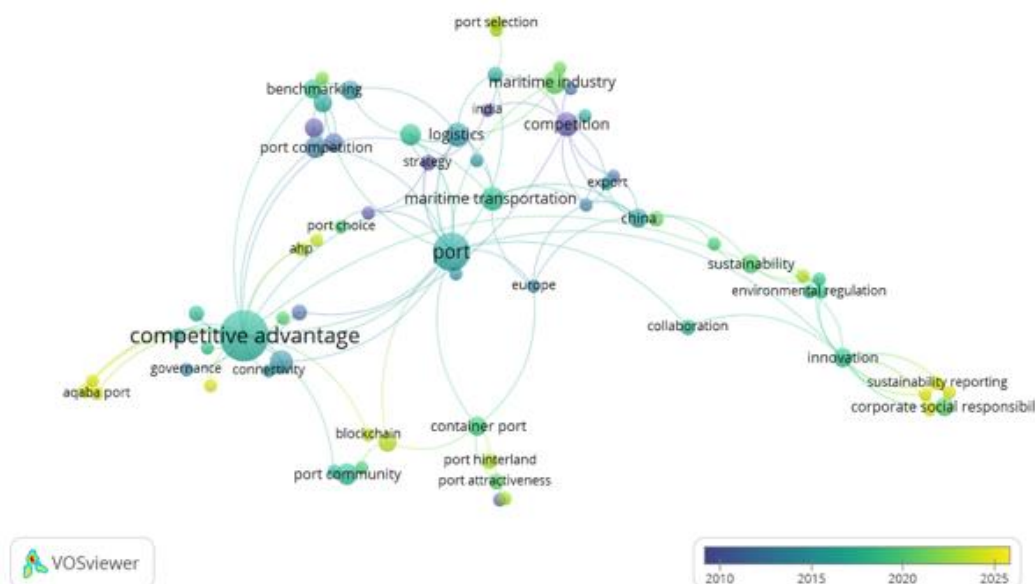 port selection
maritime industry
benchmarking
india
competition
logistics
port competition
strategy
export
maritime transportation
china
port choice
ahp
port
sustainability
europe
environmental regulation
collaboration
competitive advantage
innovation
governance
connectivity
sustainability reporting
aqaba port
corporate social responsibil
container port
blockchain
port hinterland
port community
port attractiveness
VOSviewer
2010 2015 2020 2025